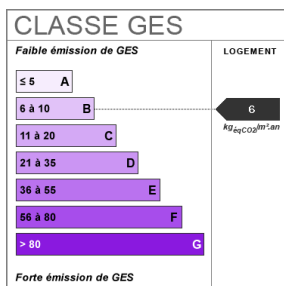 CLASSE GES
Faible émission de GES
LOGEMENT
≤ 5 A
6 à 10 B
6
kgéqCO2/m².an
11 à 20 C
21 à 35 D
36 à 55 E
56 à 80 F
> 80 G
Forte émission de GES